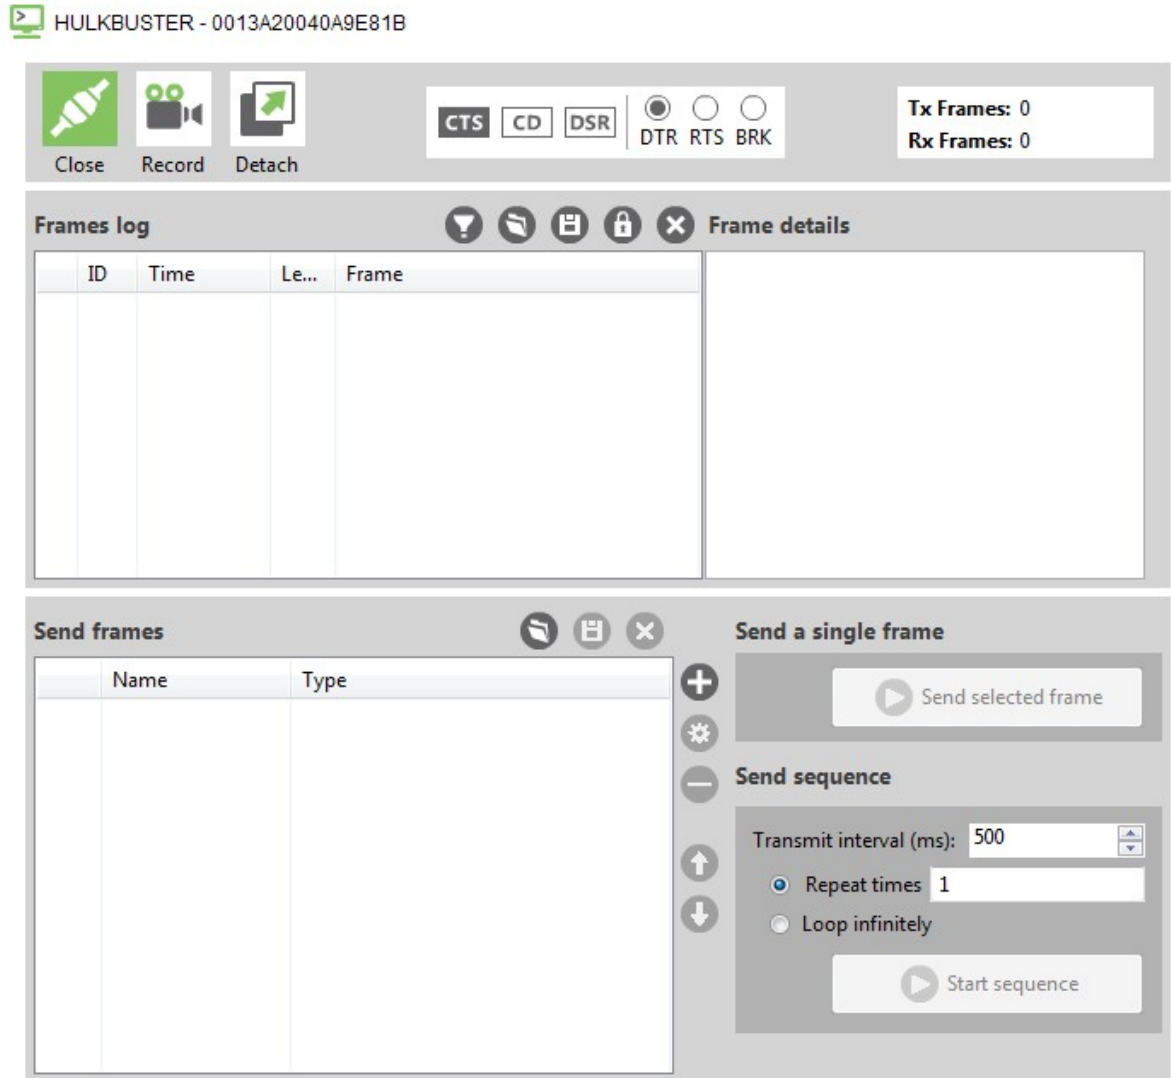 HULKBUSTER - 0013A20040A9E81B
Close Record Detach
CTS CD DSR DTR RTS BRK
Tx Frames: 0
Rx Frames: 0
Frames log
ID Time Le... Frame
Frame details
Send frames
Name Type
Send a single frame
Send selected frame
Send sequence
Transmit interval (ms): 500
Repeat times 1
Loop infinitely
Start sequence